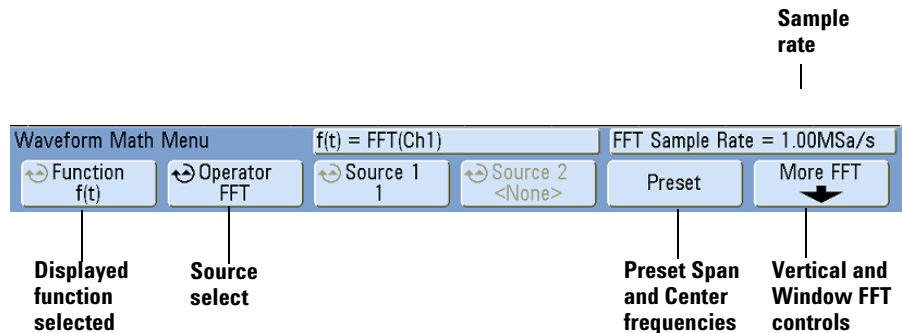 Sample
rate
Waveform Math Menu
f(t) = FFT(Ch1)
FFT Sample Rate = 1.00MSa/s
Function
f(t)
Operator
FFT
Source 1
1
Source 2
<None>
Preset
More FFT
Displayed
function
selected
Source
select
Preset Span
and Center
frequencies
Vertical and
Window FFT
controls